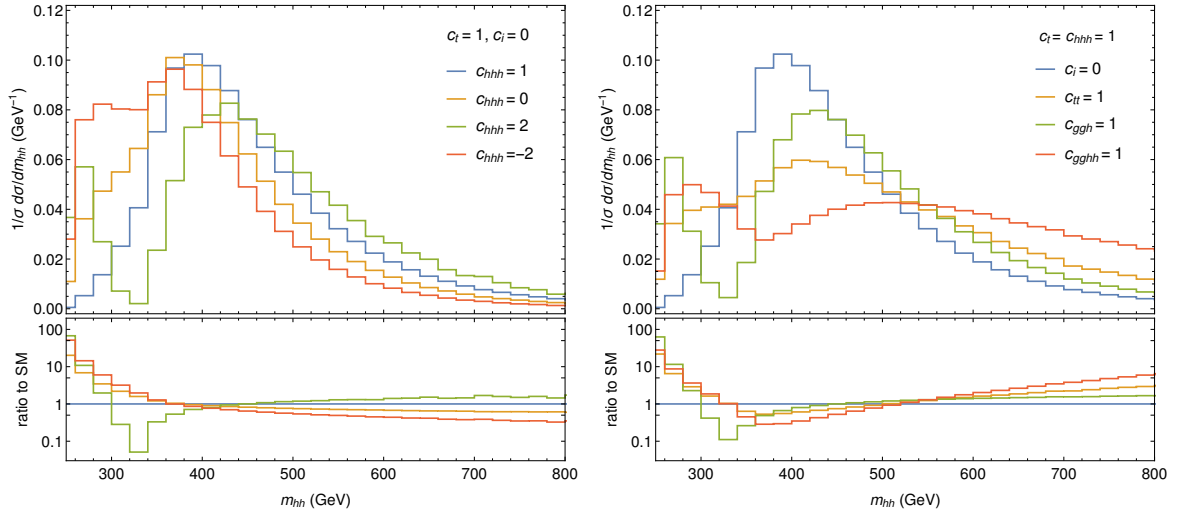 0.12
0.10
0.08
0.06
0.04
0.02
0.00
1/σ dσ/dm_hh (GeV⁻¹)
c_t = 1, c_i = 0
c_hhh = 1
c_hhh = 0
c_hhh = 2
c_hhh = −2
100
10
1
0.1
ratio to SM
300 400 500 600 700 800
m_hh (GeV)
0.12
0.10
0.08
0.06
0.04
0.02
0.00
1/σ dσ/dm_hh (GeV⁻¹)
c_t = c_hhh = 1
c_i = 0
c_tt = 1
c_ggh = 1
c_gghh = 1
100
10
1
0.1
ratio to SM
300 400 500 600 700 800
m_hh (GeV)